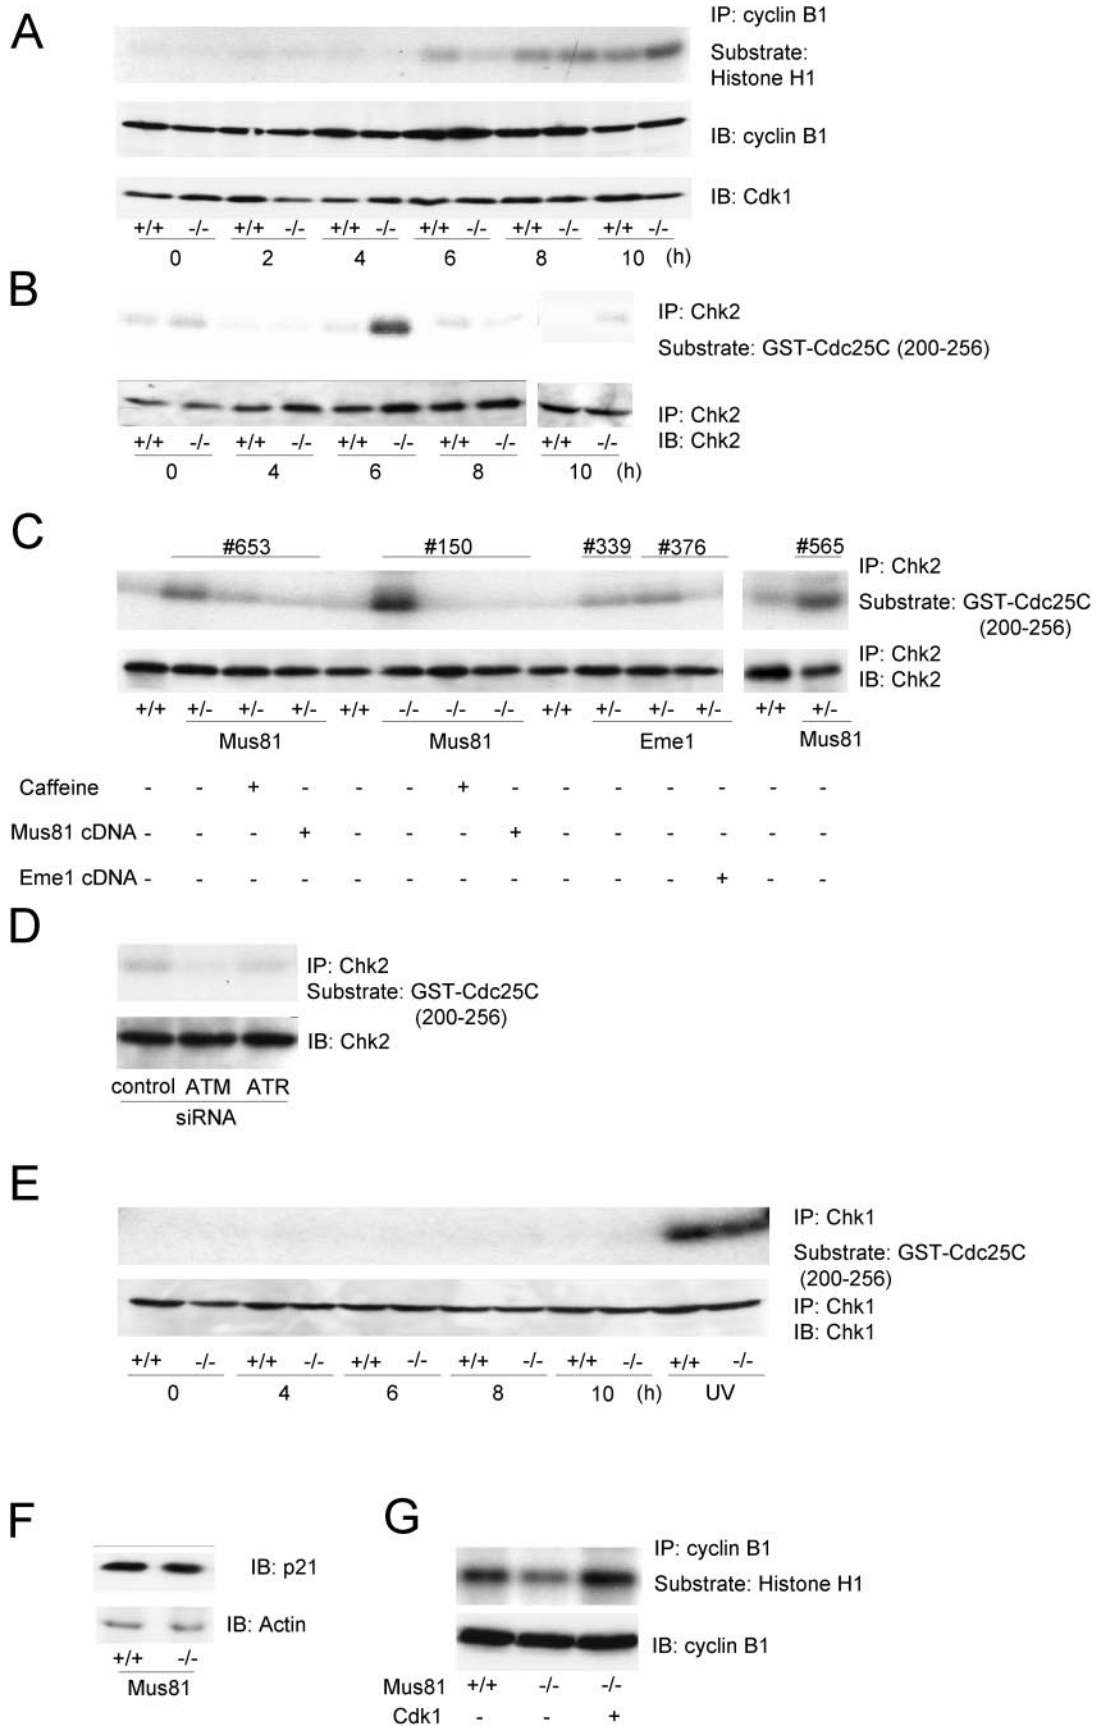 A
IP: cyclin B1
Substrate:
Histone H1
IB: cyclin B1
IB: Cdk1
+/+ -/- +/+ -/- +/+ -/- +/+ -/- +/+ -/- +/+ -/-
0 2 4 6 8 10 (h)
B
IP: Chk2
Substrate: GST-Cdc25C (200-256)
IP: Chk2
IB: Chk2
+/+ -/- +/+ -/- +/+ -/- +/+ -/- +/+ -/-
0 4 6 8 10 (h)
C
#653 #150 #339 #376 #565
IP: Chk2
Substrate: GST-Cdc25C
(200-256)
IP: Chk2
IB: Chk2
+/+ +/- +/- +/- +/+ -/- -/- -/- +/+ +/- +/- +/- +/+ +/-
Mus81 Mus81 Eme1 Mus81
Caffeine - - + - - - + - - - - - - -
Mus81 cDNA - - - + - - - + - - - - - -
Eme1 cDNA - - - - - - - - - - - + - -
D
IP: Chk2
Substrate: GST-Cdc25C
(200-256)
IB: Chk2
control ATM ATR
siRNA
E
IP: Chk1
Substrate: GST-Cdc25C
(200-256)
IP: Chk1
IB: Chk1
+/+ -/- +/+ -/- +/+ -/- +/+ -/- +/+ -/- +/+ -/-
0 4 6 8 10 (h) UV
F
IB: p21
IB: Actin
+/+ -/-
Mus81
G
IP: cyclin B1
Substrate: Histone H1
IB: cyclin B1
Mus81 +/+ -/- -/-
Cdk1 - - +